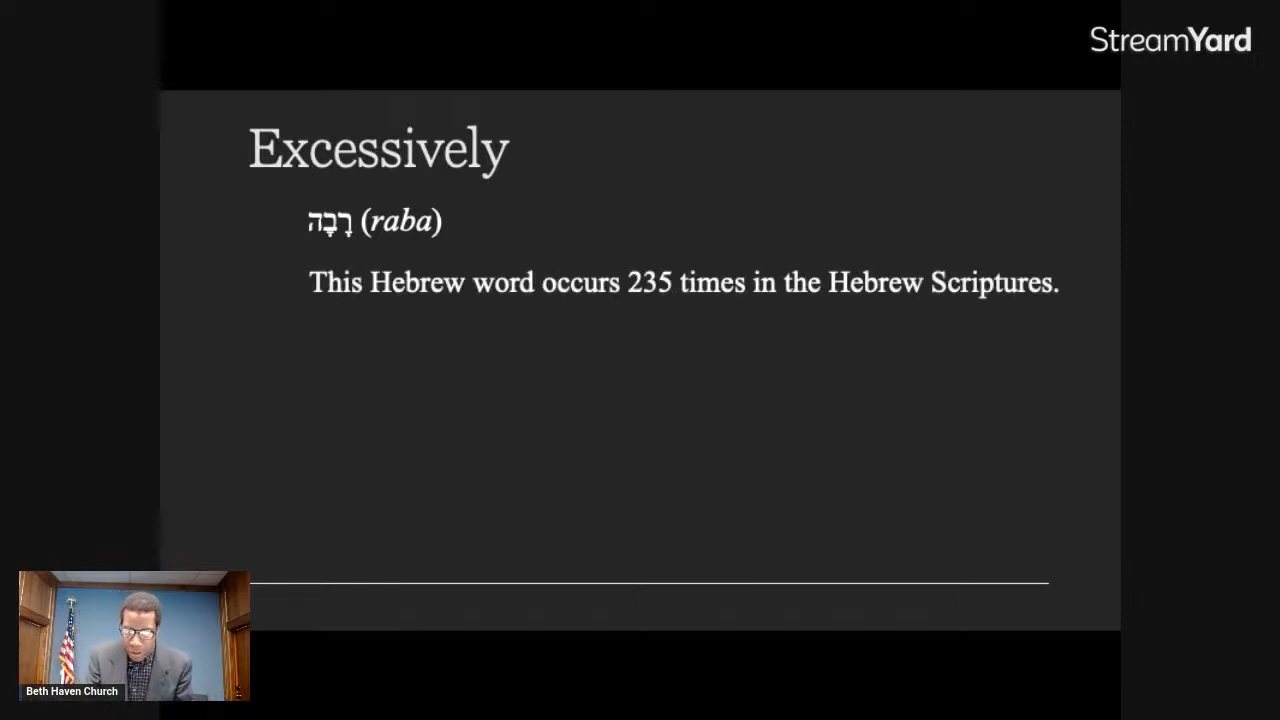 StreamYard
Excessively
רָבָה (raba)
This Hebrew word occurs 235 times in the Hebrew Scriptures.
Beth Haven Church